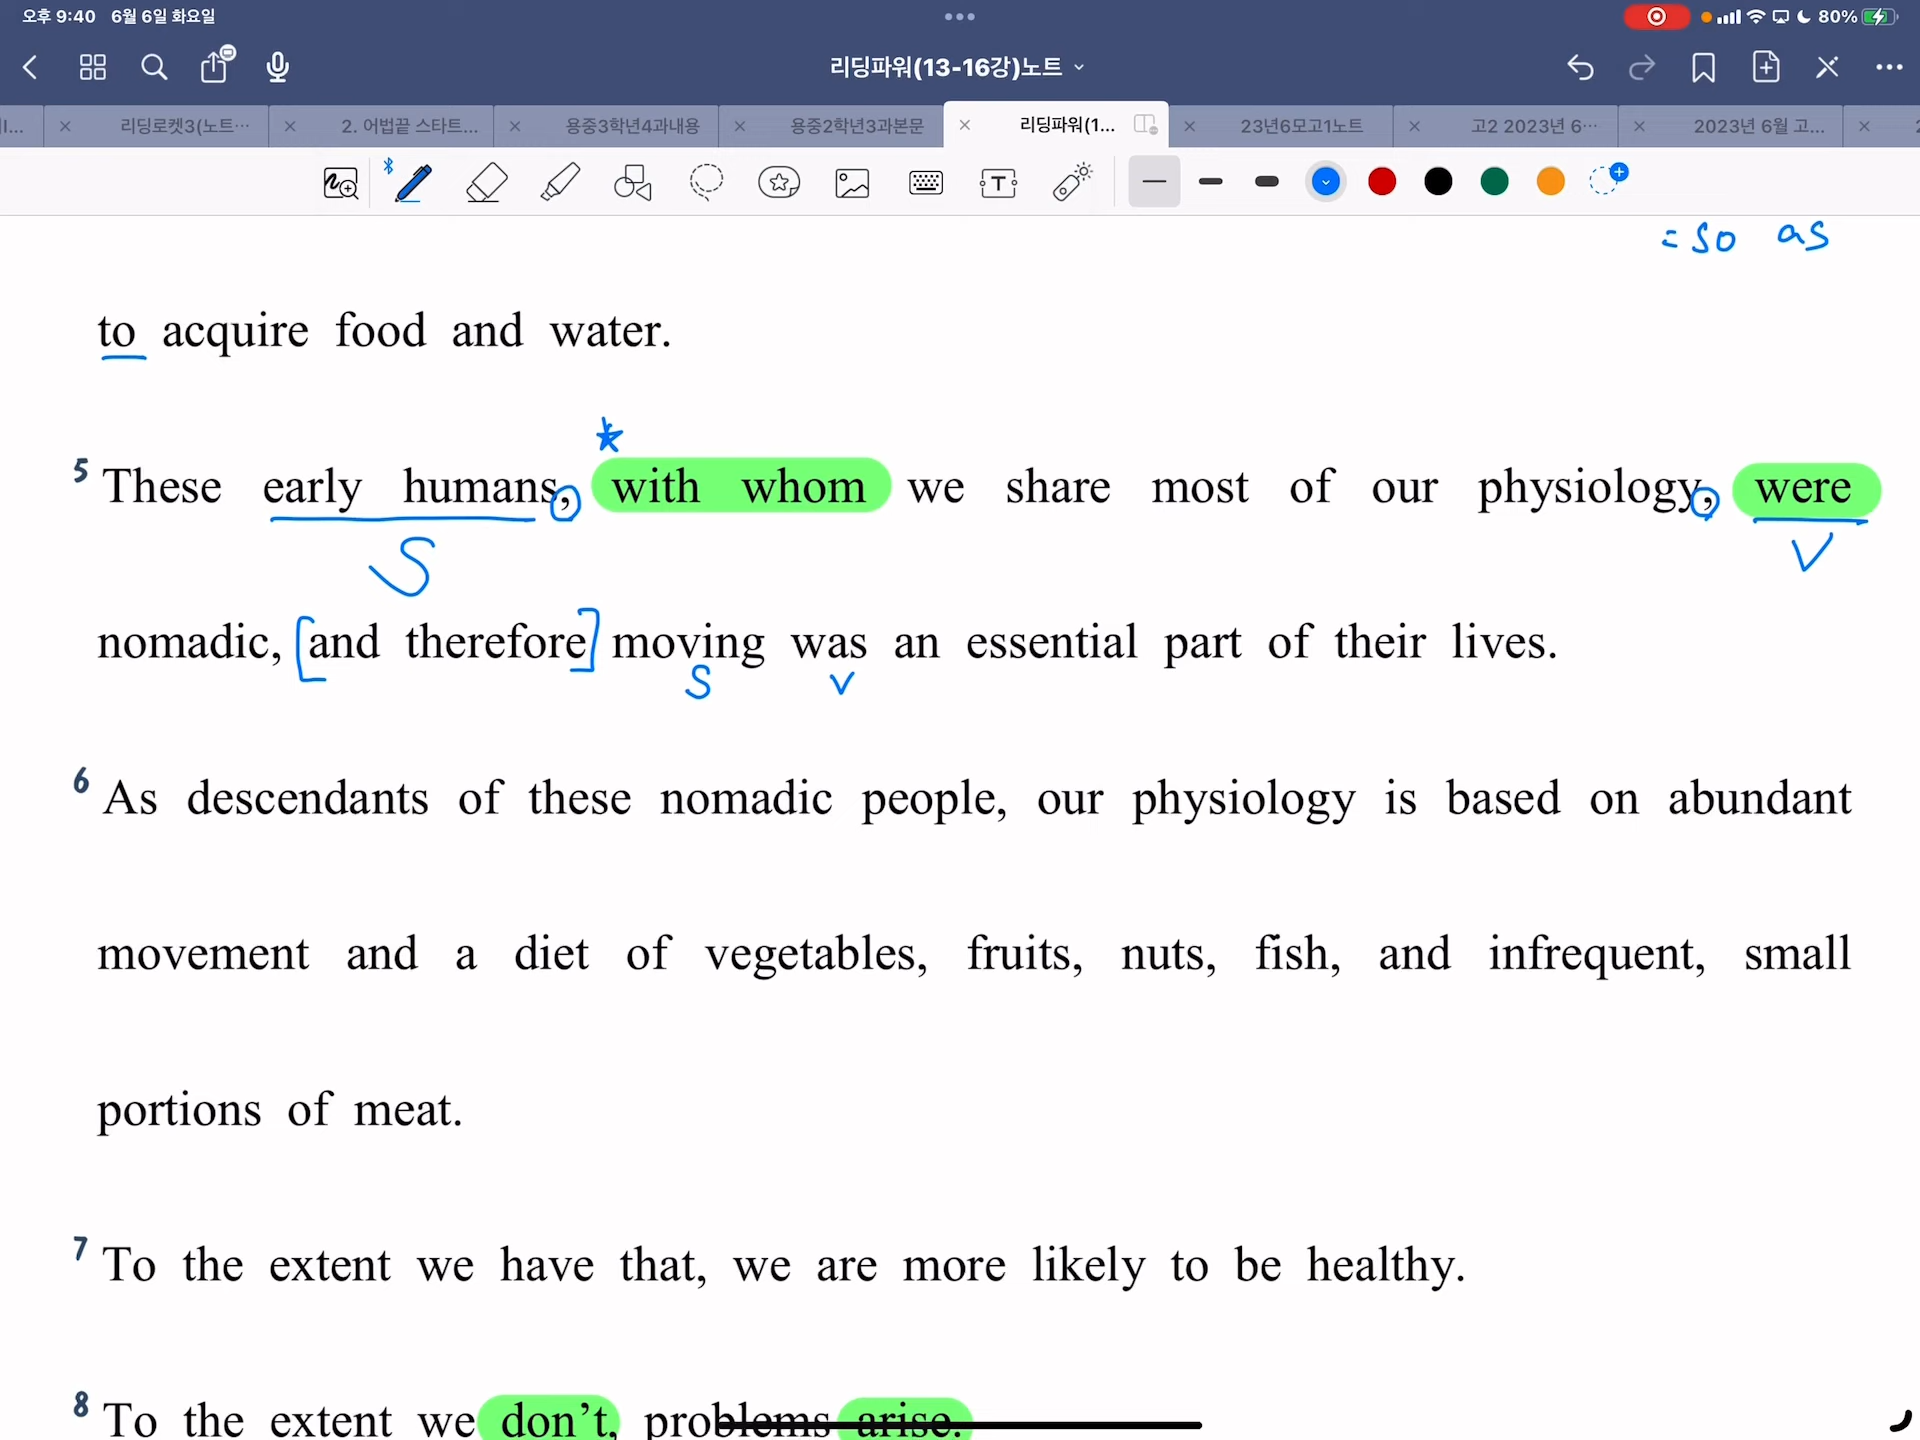 오후 9:40 6월 6일 화요일
80%
리딩파워(13-16강)노트
리딩로켓3(노트…
2. 어법끝 스타트...
용중3학년4과내용
용중2학년3과본문
리딩파워(1...
23년6모고1노트
고2 2023년 6…
2023년 6월 고...
= so as
to acquire food and water.
5 These early humans, with whom we share most of our physiology, were
S V
nomadic, [and therefore] moving was an essential part of their lives.
S V
6 As descendants of these nomadic people, our physiology is based on abundant
movement and a diet of vegetables, fruits, nuts, fish, and infrequent, small
portions of meat.
7 To the extent we have that, we are more likely to be healthy.
8 To the extent we don't, problems arise.